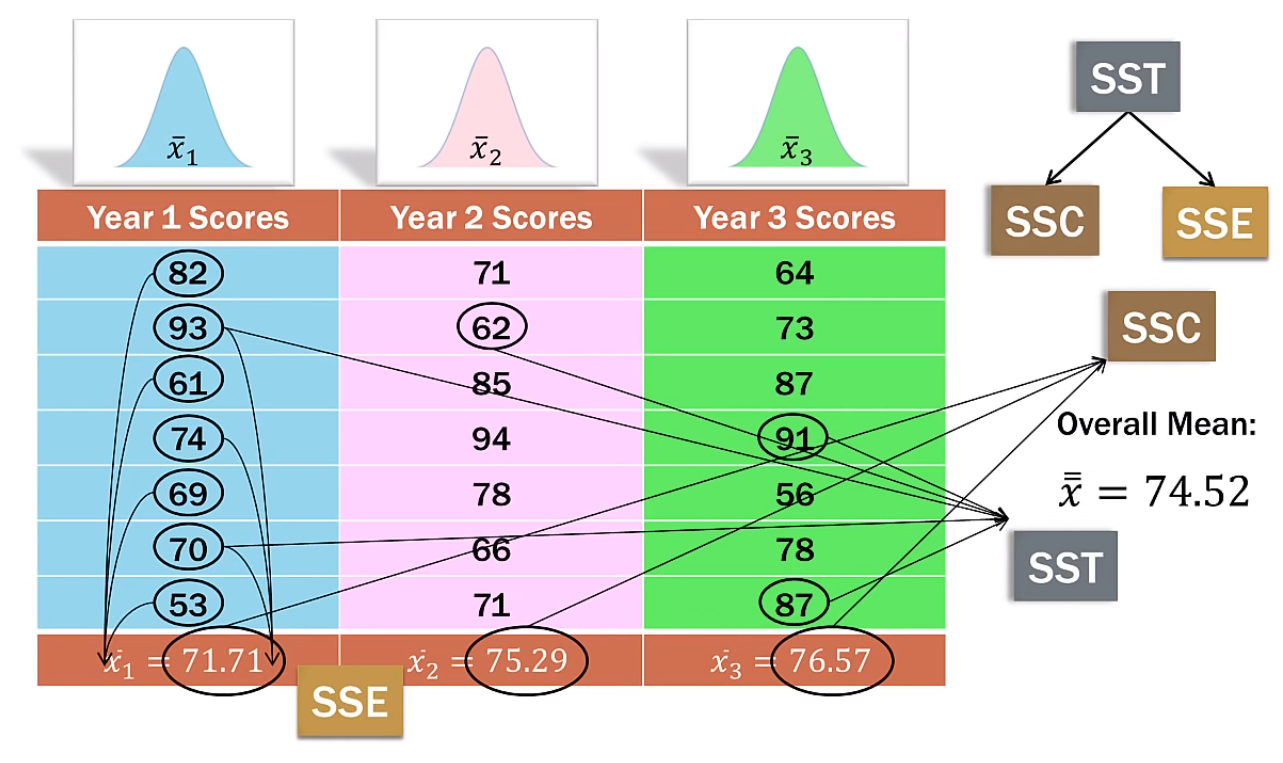 x̄₁
x̄₂
x̄₃
SST
SSC
SSE
Year 1 Scores
Year 2 Scores
Year 3 Scores
82 71 64
93 62 73
61 85 87
74 94 91
69 78 56
70 66 78
53 71 87
x̄₁ = 71.71
x̄₂ = 75.29
x̄₃ = 76.57
SSE
SSC
Overall Mean:
x̿ = 74.52
SST